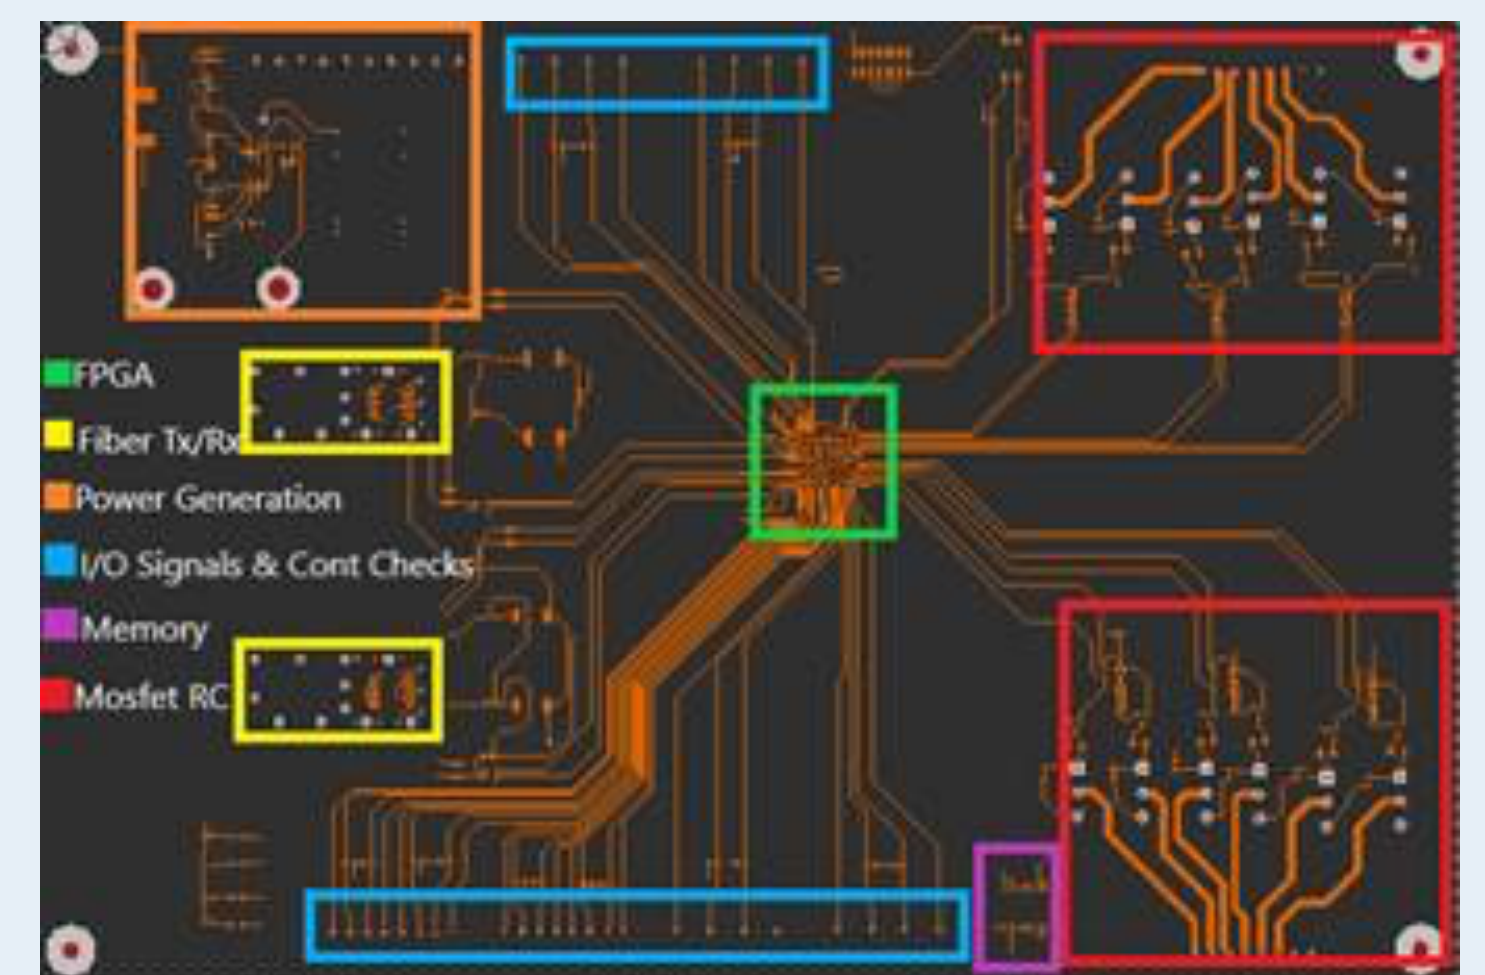 FPGA
Fiber Tx/Rx
Power Generation
I/O Signals & Cont Checks
Memory
Mosfet RC